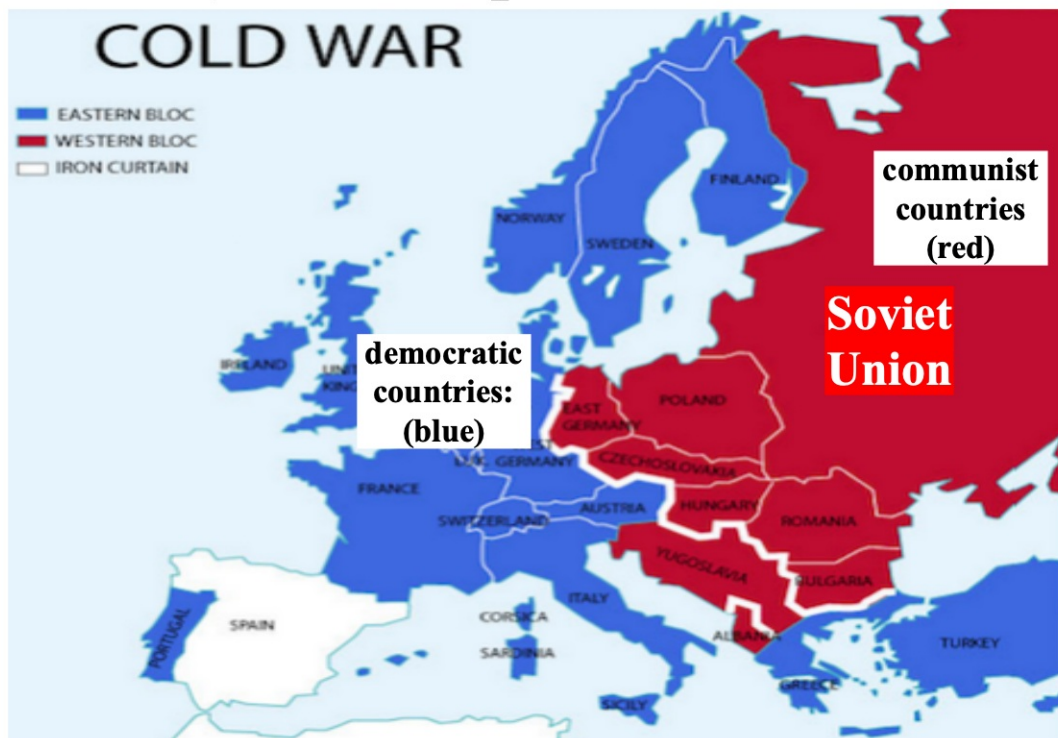 COLD WAR
EASTERN BLOC
WESTERN BLOC
IRON CURTAIN
communist
countries
(red)
FINLAND
NORWAY
SWEDEN
Soviet
Union
democratic
countries:
(blue)
IRELAND
POLAND
EAST
GERMANY
CZECHOSLOVAKIA
GERMANY
FRANCE
AUSTRIA
HUNGARY
SWITZERLAND
ROMANIA
YUGOSLAVIA
BULGARIA
ITALY
CORSICA
SPAIN
PORTUGAL
ALBANIA
TURKEY
SARDINIA
GREECE
SICILY